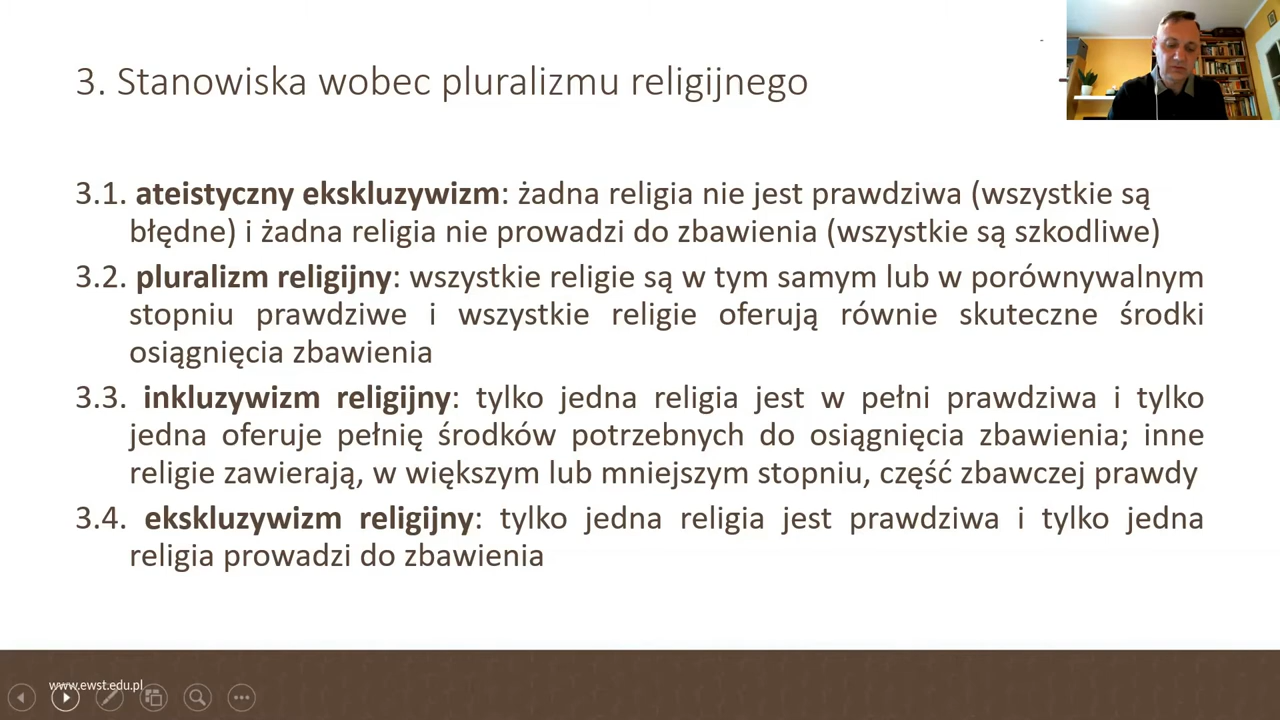 3. Stanowiska wobec pluralizmu religijnego
3.1. ateistyczny ekskluzywizm: żadna religia nie jest prawdziwa (wszystkie są
błędne) i żadna religia nie prowadzi do zbawienia (wszystkie są szkodliwe)
3.2. pluralizm religijny: wszystkie religie są w tym samym lub w porównywalnym
stopniu prawdziwe i wszystkie religie oferują równie skuteczne środki
osiągnięcia zbawienia
3.3. inkluzywizm religijny: tylko jedna religia jest w pełni prawdziwa i tylko
jedna oferuje pełnię środków potrzebnych do osiągnięcia zbawienia; inne
religie zawierają, w większym lub mniejszym stopniu, część zbawczej prawdy
3.4. ekskluzywizm religijny: tylko jedna religia jest prawdziwa i tylko jedna
religia prowadzi do zbawienia
www.ewst.edu.pl